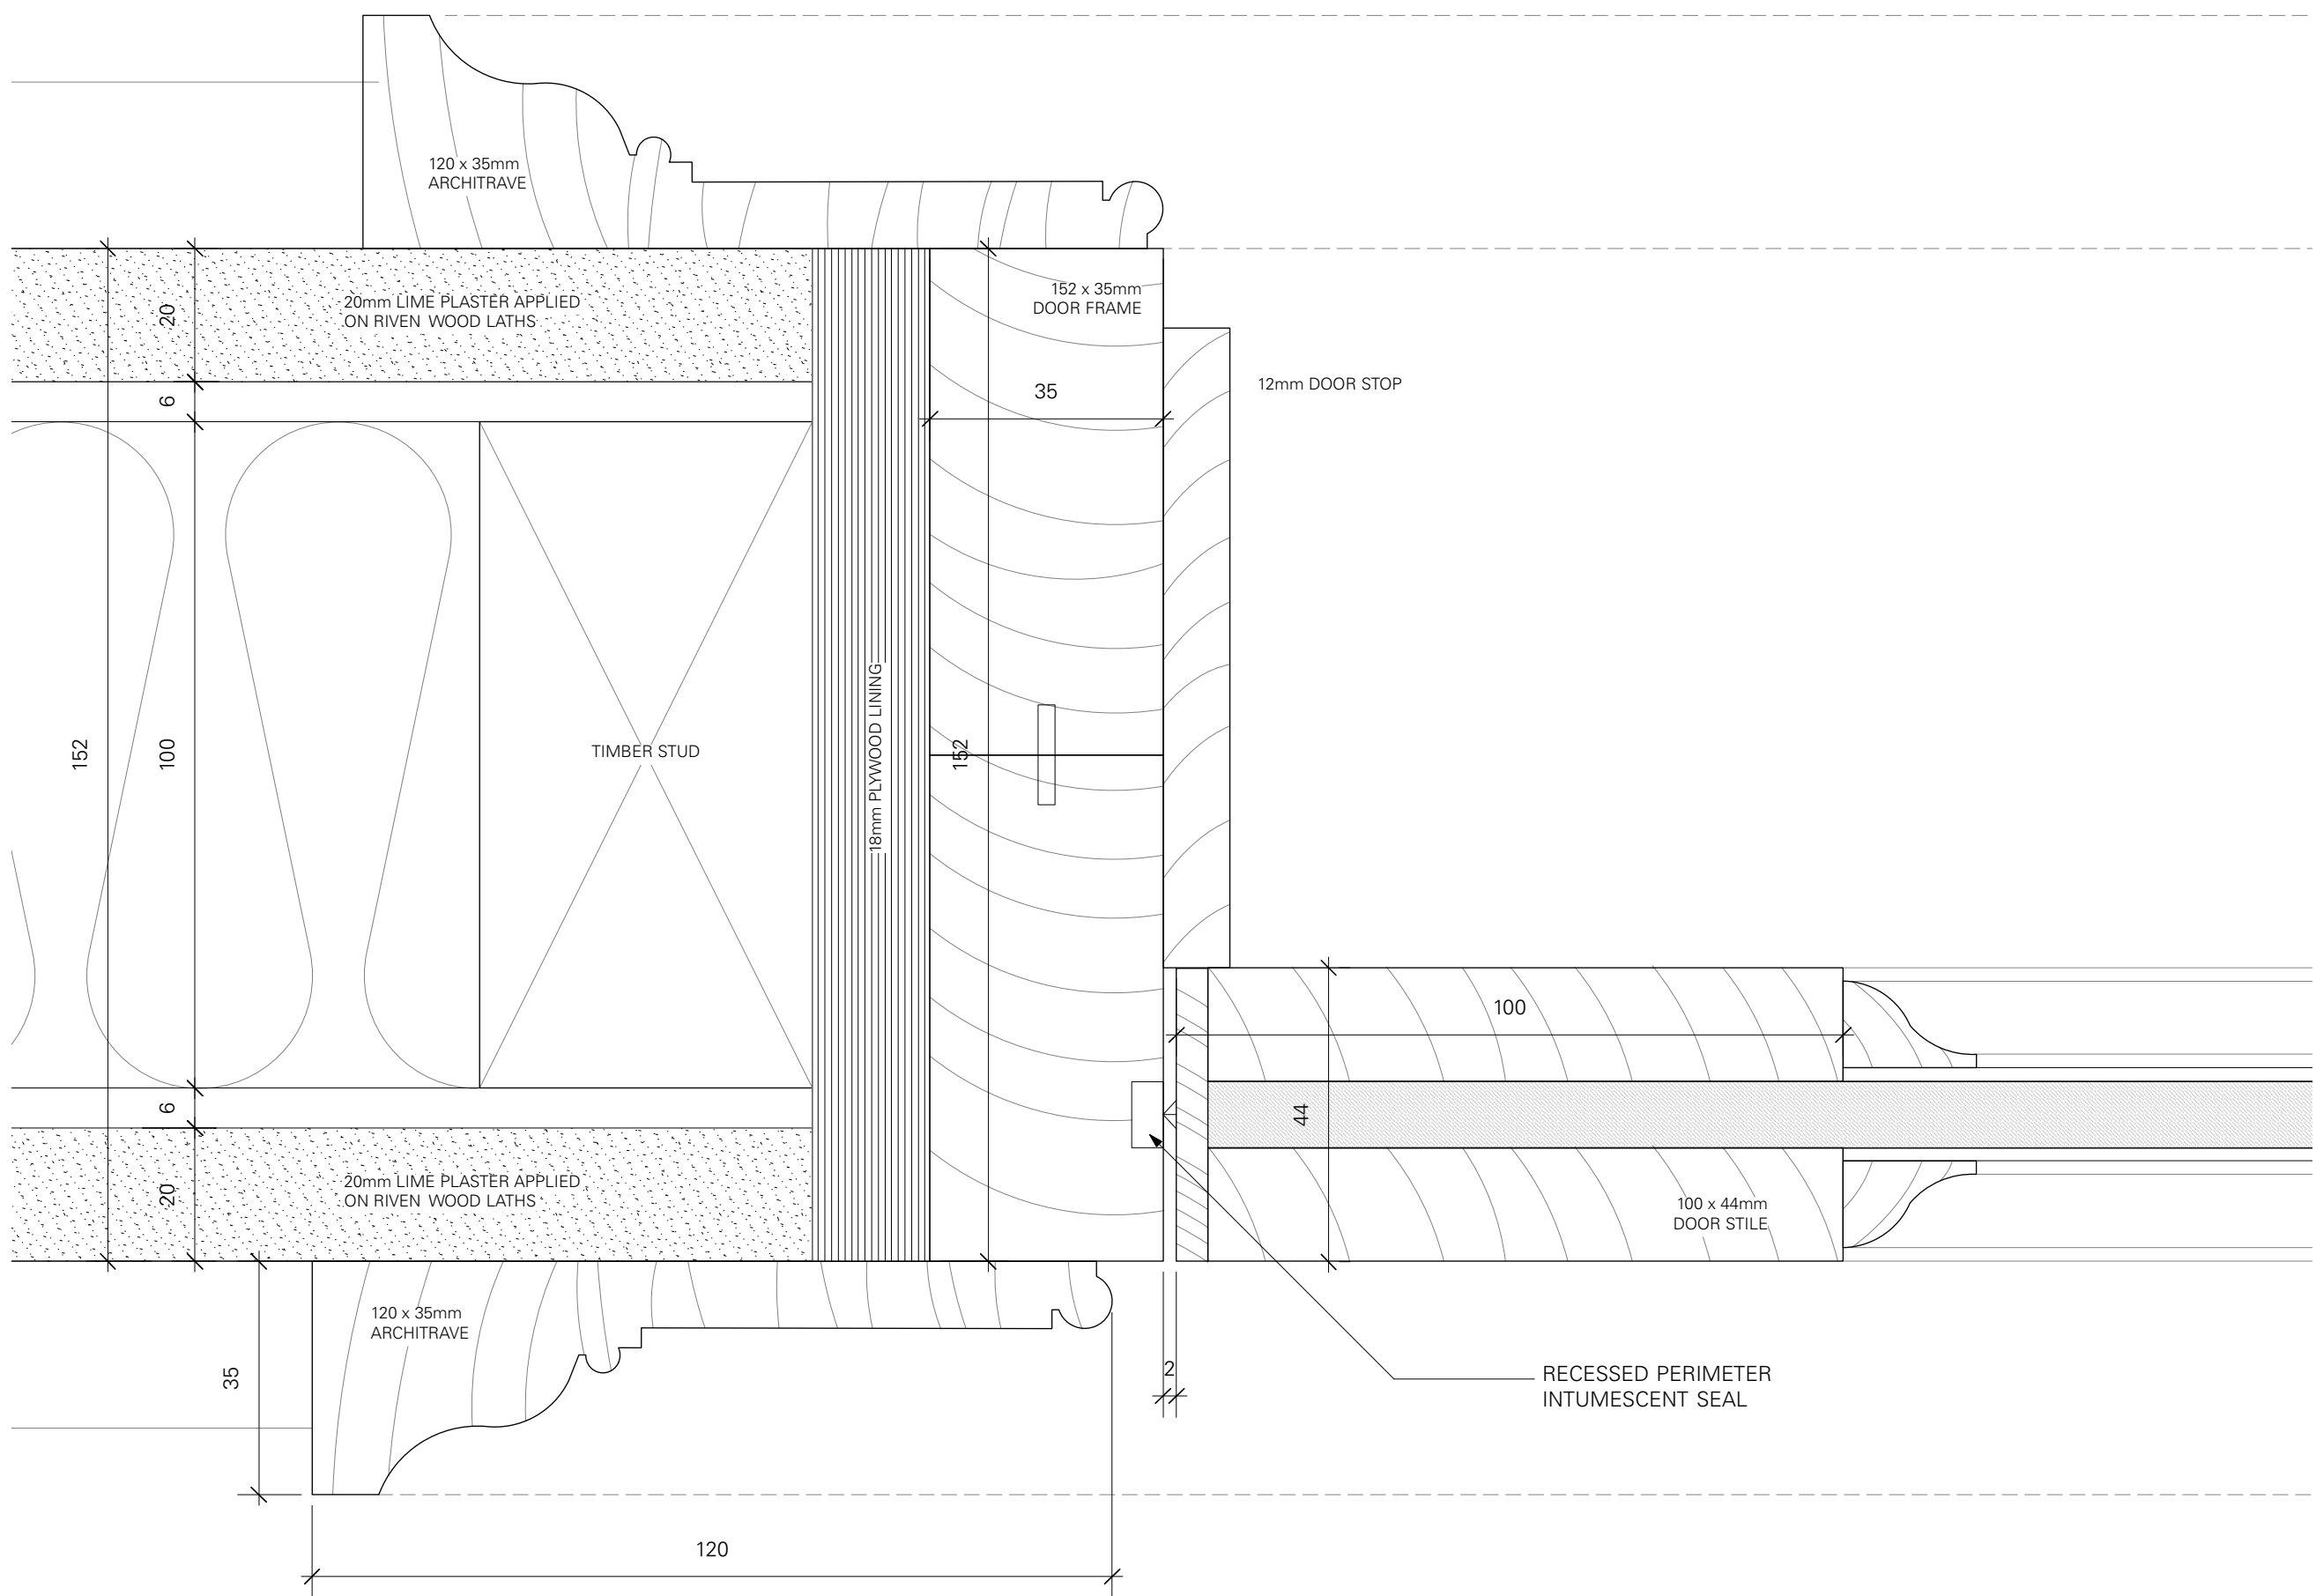 120 x 35mm
ARCHITRAVE
152 x 35mm
DOOR FRAME
20mm LIME PLASTER APPLIED
ON RIVEN WOOD LATHS
20
6
35
12mm DOOR STOP
152
100
TIMBER STUD
18mm PLYWOOD LINING
152
100
6
44
20mm LIME PLASTER APPLIED
ON RIVEN WOOD LATHS
20
100 x 44mm
DOOR STILE
120 x 35mm
ARCHITRAVE
35
2
RECESSED PERIMETER
INTUMESCENT SEAL
120